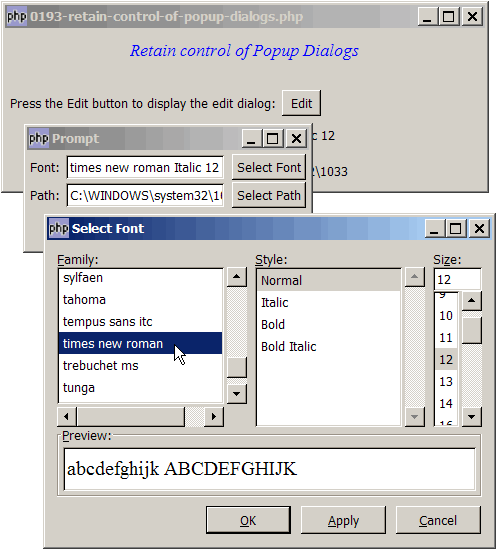 php 0193-retain-control-of-popup-dialogs.php
Retain control of Popup Dialogs
Press the Edit button to display the edit dialog: Edit
12
php Prompt
Font: times new roman Italic 12 Select Font
\1033
Path: C:\WINDOWS\system32\10 Select Path
php Select Font
Family: Style: Size:
sylfaen Normal 12
tahoma Italic 9
tempus sans itc Bold 10
times new roman Bold Italic 11
trebuchet ms 12
tunga 13
14
16
Preview:
abcdefghijk ABCDEFGHIJK
OK Apply Cancel